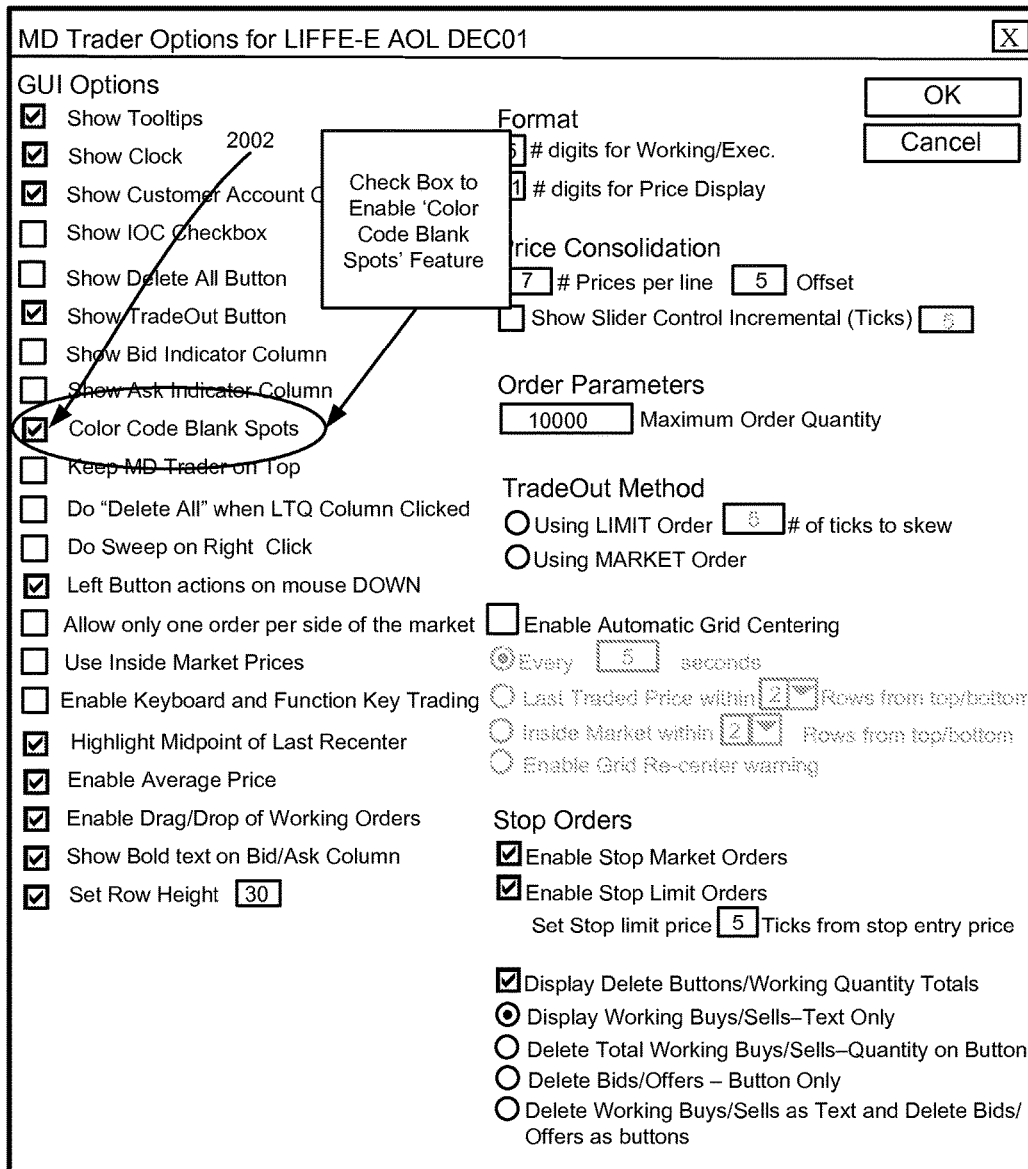 MD Trader Options for LIFFE-E AOL DEC01
X
GUI Options
Show Tooltips
Show Clock
Show Customer Account
Show IOC Checkbox
Show Delete All Button
Show TradeOut Button
Show Bid Indicator Column
Show Ask Indicator Column
Color Code Blank Spots
Keep MD Trader on Top
Do “Delete All” when LTQ Column Clicked
Do Sweep on Right Click
Left Button actions on mouse DOWN
Allow only one order per side of the market
Use Inside Market Prices
Enable Keyboard and Function Key Trading
Highlight Midpoint of Last Recenter
Enable Average Price
Enable Drag/Drop of Working Orders
Show Bold text on Bid/Ask Column
Set Row Height 30
2002
Check Box to
Enable ‘Color
Code Blank
Spots’ Feature
OK
Cancel
Format
# digits for Working/Exec.
1 # digits for Price Display
Price Consolidation
7 # Prices per line 5 Offset
Show Slider Control Incremental (Ticks)
Order Parameters
10000 Maximum Order Quantity
TradeOut Method
Using LIMIT Order # of ticks to skew
Using MARKET Order
Enable Automatic Grid Centering
Every 5 seconds
Last Traded Price within 2 Rows from top/bottom
Inside Market within 2 Rows from top/bottom
Enable Grid Re-center warning
Stop Orders
Enable Stop Market Orders
Enable Stop Limit Orders
Set Stop limit price 5 Ticks from stop entry price
Display Delete Buttons/Working Quantity Totals
Display Working Buys/Sells–Text Only
Delete Total Working Buys/Sells–Quantity on Button
Delete Bids/Offers – Button Only
Delete Working Buys/Sells as Text and Delete Bids/
Offers as buttons